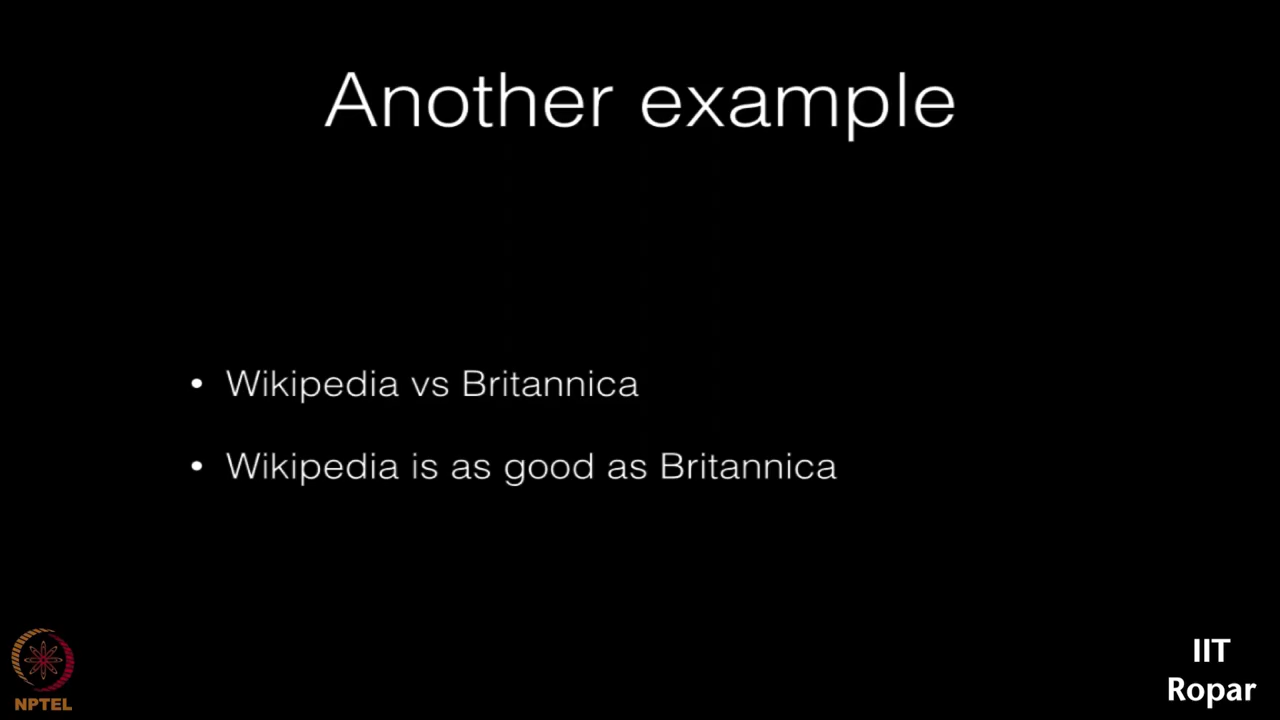 Another example
• Wikipedia vs Britannica
• Wikipedia is as good as Britannica
NPTEL
IIT
Ropar